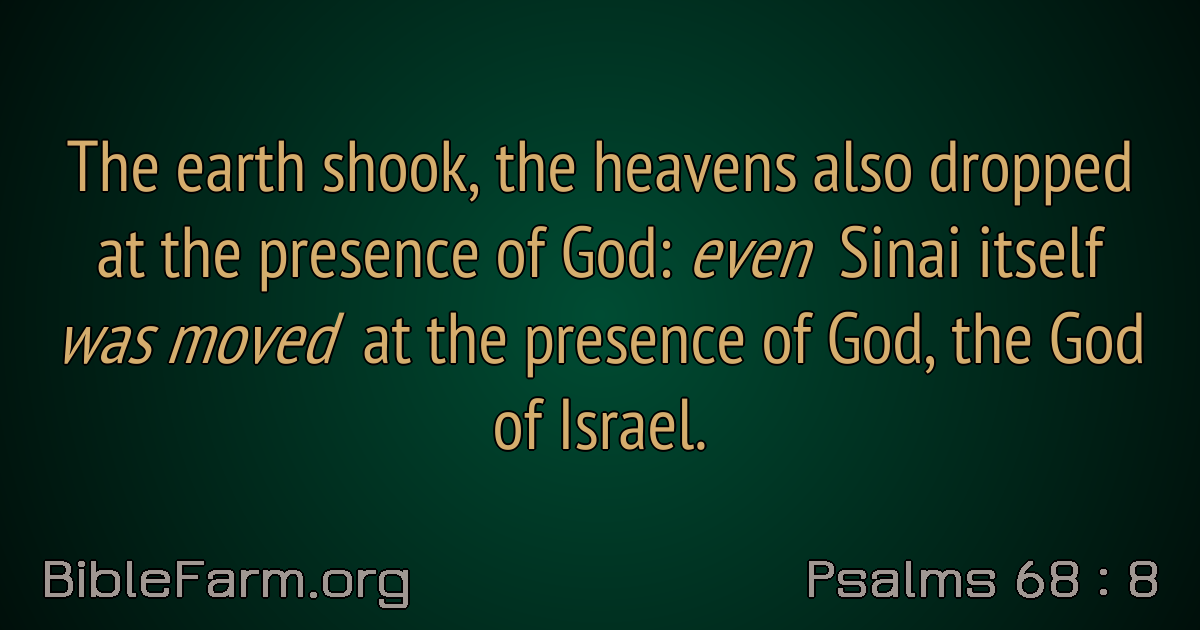 The earth shook, the heavens also dropped
at the presence of God: even Sinai itself
was moved at the presence of God, the God
of Israel.
BibleFarm.org
Psalms 68 : 8